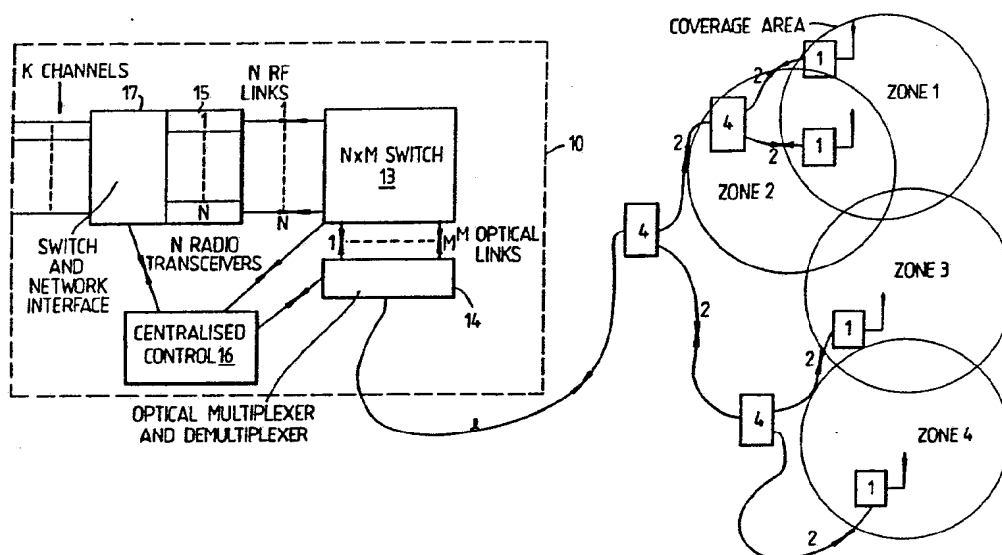 K CHANNELS
17
15
N RF
LINKS
1
1
N
N
SWITCH
AND
NETWORK
INTERFACE
N RADIO
TRANSCEIVERS
NxM SWITCH
13
10
1
M
M OPTICAL
LINKS
14
CENTRALISED
CONTROL 16
OPTICAL MULTIPLEXER
AND DEMULTIPLEXER
COVERAGE AREA
1
ZONE 1
2
4
2
2
1
ZONE 2
4
2
ZONE 3
1
2
4
ZONE 4
1
2